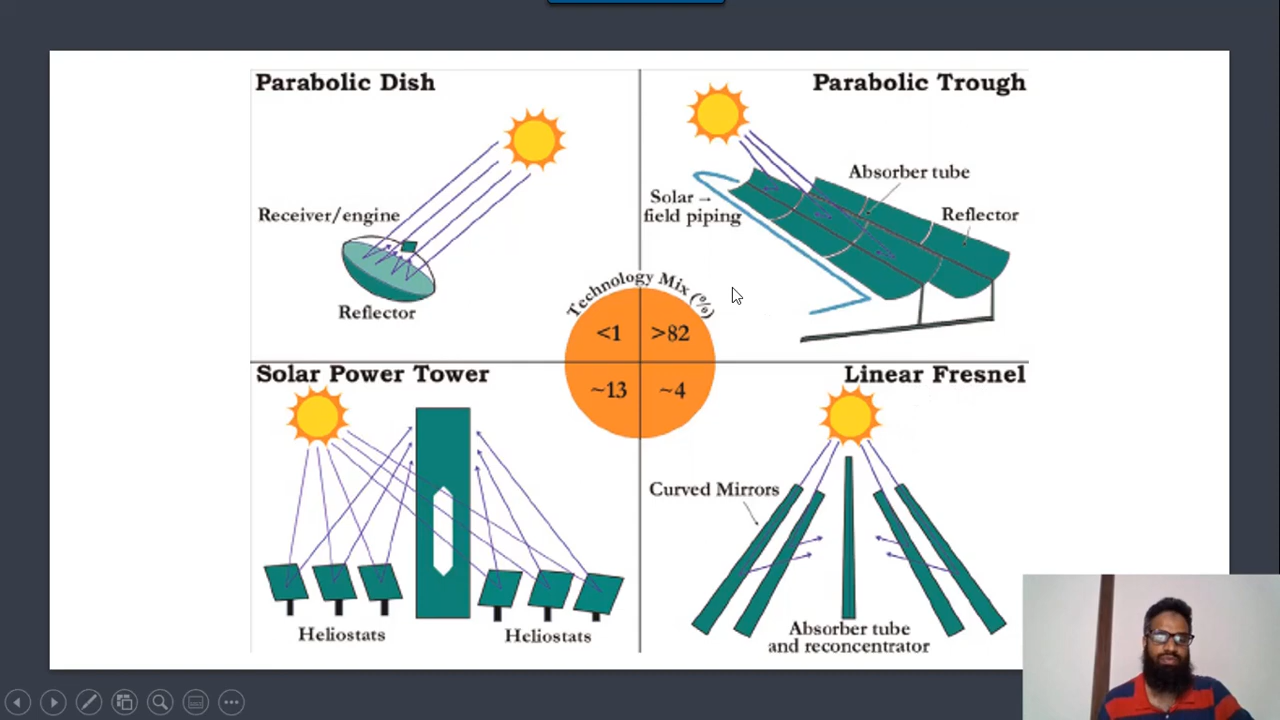 Parabolic Dish
Receiver/engine
Reflector
Parabolic Trough
Absorber tube
Solar →
field piping
Reflector
Technology Mix (%)
<1 >82
~13 ~4
Solar Power Tower
Heliostats
Heliostats
Linear Fresnel
Curved Mirrors
Absorber tube
and reconcentrator